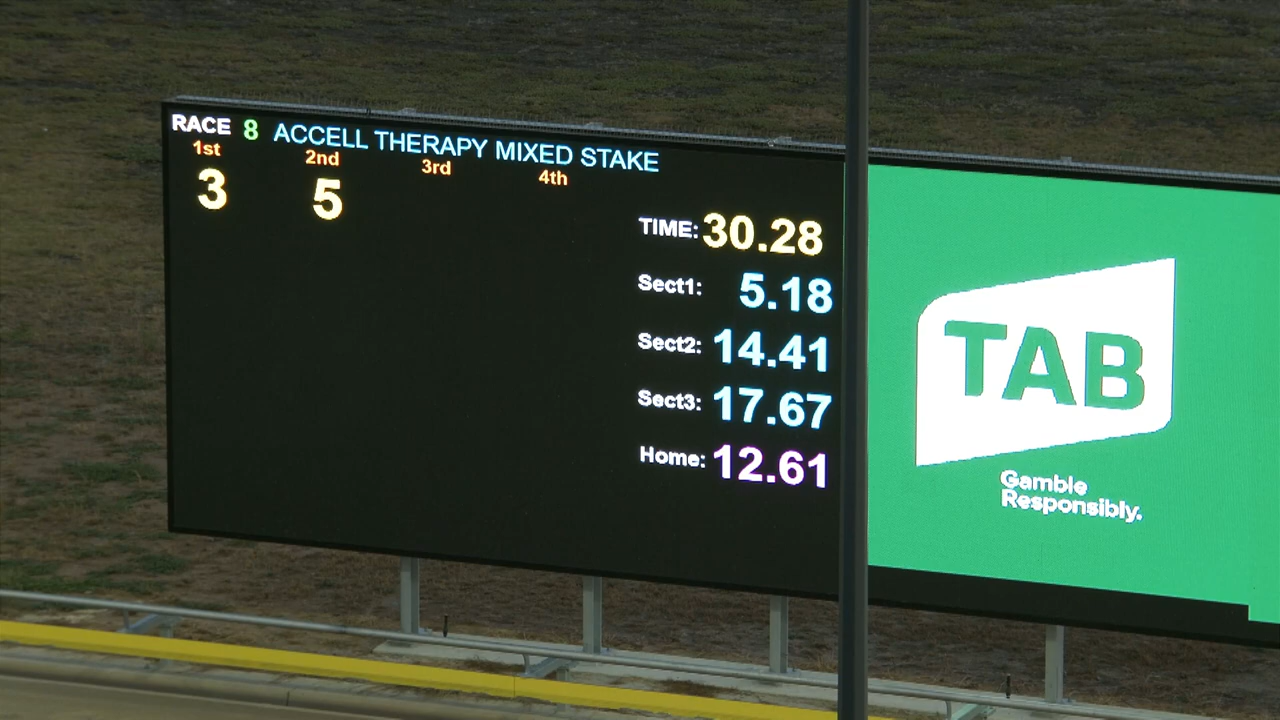 RACE 8 ACCELL THERAPY MIXED STAKE
1st 2nd 3rd 4th
3 5
TIME: 30.28
Sect1: 5.18
Sect2: 14.41
Sect3: 17.67
Home: 12.61
TAB
Gamble
Responsibly.